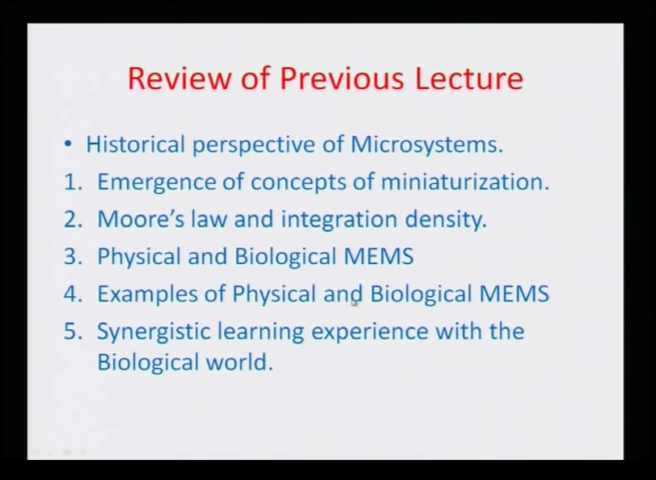 Review of Previous Lecture
• Historical perspective of Microsystems.
1. Emergence of concepts of miniaturization.
2. Moore's law and integration density.
3. Physical and Biological MEMS
4. Examples of Physical and Biological MEMS
5. Synergistic learning experience with the
Biological world.